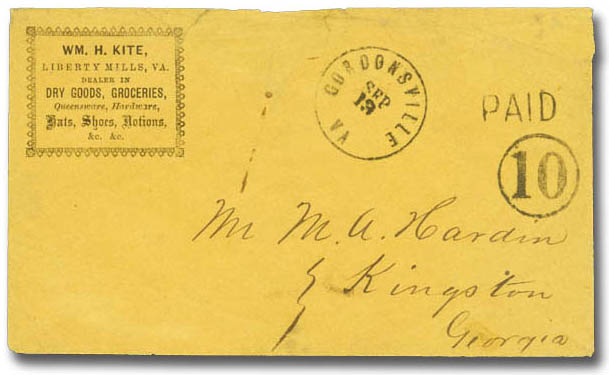 WM. H. KITE,
LIBERTY MILLS, VA.
DEALER IN
DRY GOODS, GROCERIES,
Queensware, Hardware,
Hats, Shoes, Notions,
&c. &c.
GORDONSVILLE VA
SEP
19
PAID
10
Mr M. A. Hardin
Kingston
Georgia